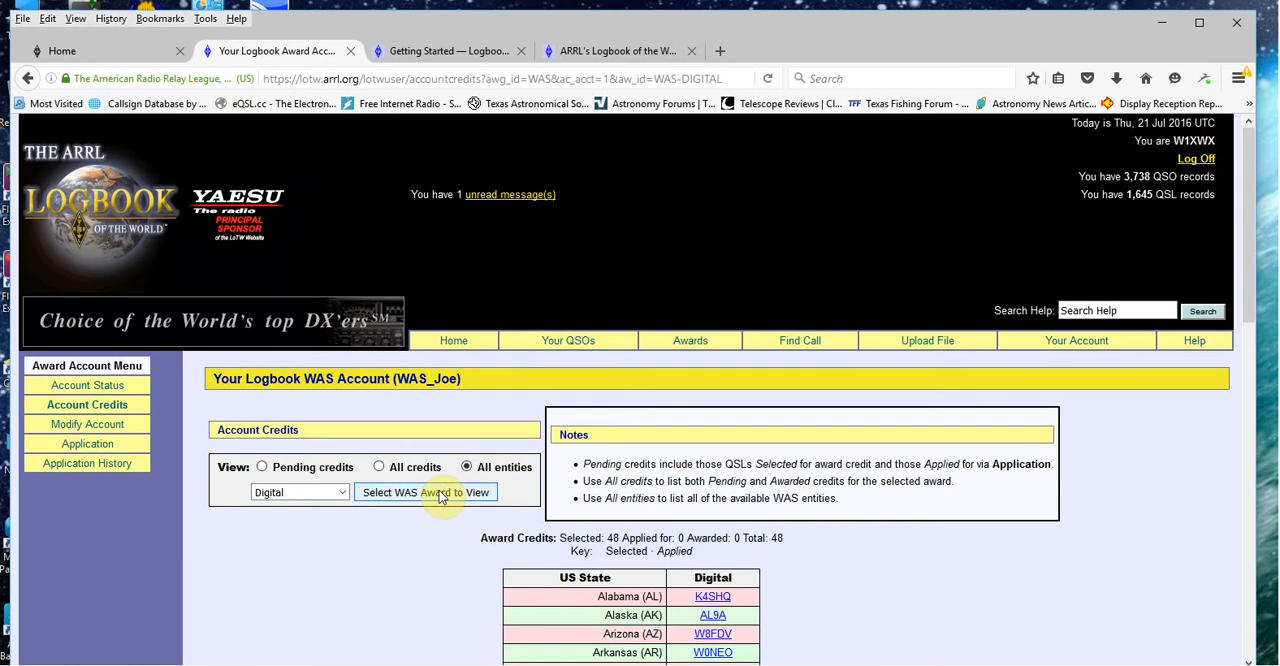 File Edit View History Bookmarks Tools Help
Home
Your Logbook Award Acc...
Getting Started — Logboo...
ARRL's Logbook of the W...
The American Radio Relay League, ... (US) https://lotw.arrl.org/lotwuser/accountcredits?awg_id=WAS&ac_acct=1&aw_id=WAS-DIGITAL
Search
Most Visited Callsign Database by ... eQSL.cc - The Electron... Free Internet Radio - S... Texas Astronomical So... Astronomy Forums | T... Telescope Reviews | Cl... TFF Texas Fishing Forum - ... Astronomy News Artic... Display Reception Rep... »
Today is Thu, 21 Jul 2016 UTC
You are W1XWX
Log Off
You have 3,738 QSO records
You have 1,645 QSL records
THE ARRL
LOGBOOK
OF THE WORLD™
YAESU
The radio
PRINCIPAL
SPONSOR
of the LoTW Website
You have 1 unread message(s)
Choice of the World's top DX'ers℠
Search Help: Search Help Search
Home Your QSOs Awards Find Call Upload File Your Account Help
Award Account Menu
Account Status
Account Credits
Modify Account
Application
Application History
Your Logbook WAS Account (WAS_Joe)
Account Credits
View: Pending credits All credits All entities
Digital Select WAS Award to View
Notes
• Pending credits include those QSLs Selected for award credit and those Applied for via Application.
• Use All credits to list both Pending and Awarded credits for the selected award.
• Use All entities to list all of the available WAS entities.
Award Credits: Selected: 48 Applied for: 0 Awarded: 0 Total: 48
Key: Selected · Applied
US State Digital
Alabama (AL) K4SHQ
Alaska (AK) AL9A
Arizona (AZ) W8FDV
Arkansas (AR) W0NEO